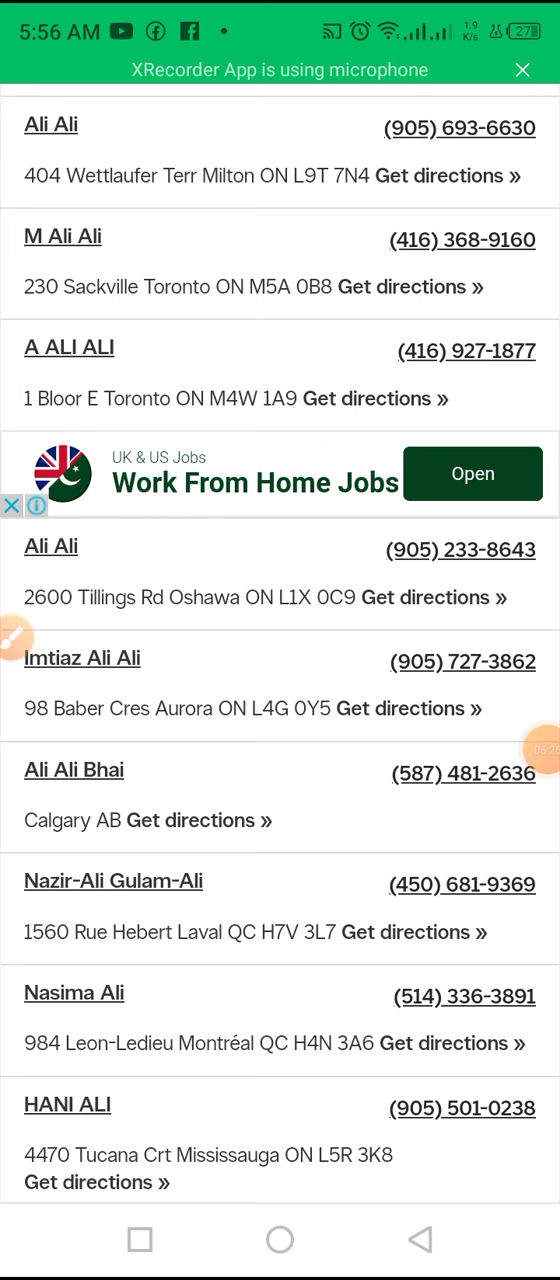 5:56 AM
1.9
K/s
27
XRecorder App is using microphone
Ali Ali
(905) 693-6630
404 Wettlaufer Terr Milton ON L9T 7N4 Get directions »
M Ali Ali
(416) 368-9160
230 Sackville Toronto ON M5A 0B8 Get directions »
A ALI ALI
(416) 927-1877
1 Bloor E Toronto ON M4W 1A9 Get directions »
UK & US Jobs
Work From Home Jobs
Open
Ali Ali
(905) 233-8643
2600 Tillings Rd Oshawa ON L1X 0C9 Get directions »
Imtiaz Ali Ali
(905) 727-3862
98 Baber Cres Aurora ON L4G 0Y5 Get directions »
06:26
Ali Ali Bhai
(587) 481-2636
Calgary AB Get directions »
Nazir-Ali Gulam-Ali
(450) 681-9369
1560 Rue Hebert Laval QC H7V 3L7 Get directions »
Nasima Ali
(514) 336-3891
984 Leon-Ledieu Montréal QC H4N 3A6 Get directions »
HANI ALI
(905) 501-0238
4470 Tucana Crt Mississauga ON L5R 3K8
Get directions »